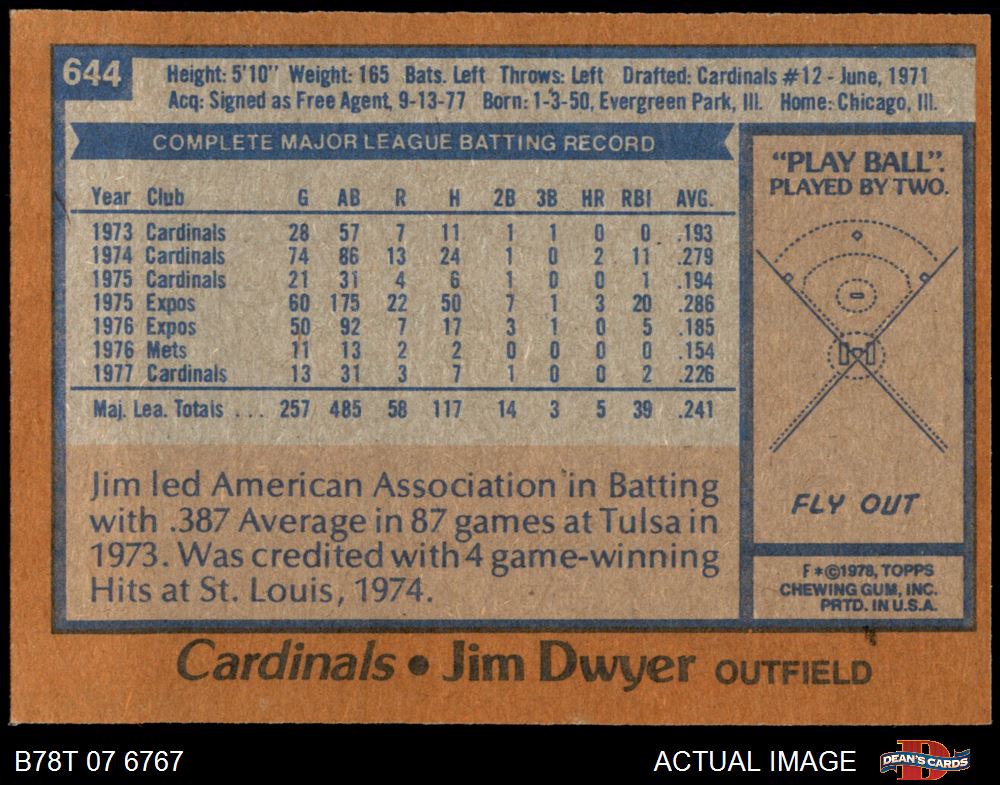 644
Height: 5'10" Weight: 165 Bats. Left Throws: Left Drafted: Cardinals #12 - June, 1971
Acq: Signed as Free Agent, 9-13-77 Born: 1-3-50, Evergreen Park, Ill. Home: Chicago, Ill.
COMPLETE MAJOR LEAGUE BATTING RECORD
Year Club G AB R H 2B 3B HR RBI AVG.
1973 Cardinals 28 57 7 11 1 1 0 0 .193
1974 Cardinals 74 86 13 24 1 0 2 11 .279
1975 Cardinals 21 31 4 6 1 0 0 1 .194
1975 Expos 60 175 22 50 7 1 3 20 .286
1976 Expos 50 92 7 17 3 1 0 5 .185
1976 Mets 11 13 2 2 0 0 0 0 .154
1977 Cardinals 13 31 3 7 1 0 0 2 .226
Maj. Lea. Totals . . . 257 485 58 117 14 3 5 39 .241
Jim led American Association in Batting
with .387 Average in 87 games at Tulsa in
1973. Was credited with 4 game-winning
Hits at St. Louis, 1974.
"PLAY BALL".
PLAYED BY TWO.
FLY OUT
F*©1978, TOPPS
CHEWING GUM, INC.
PRTD. IN U.S.A.
Cardinals • Jim Dwyer OUTFIELD
B78T 07 6767
ACTUAL IMAGE
D
DEAN'S CARDS